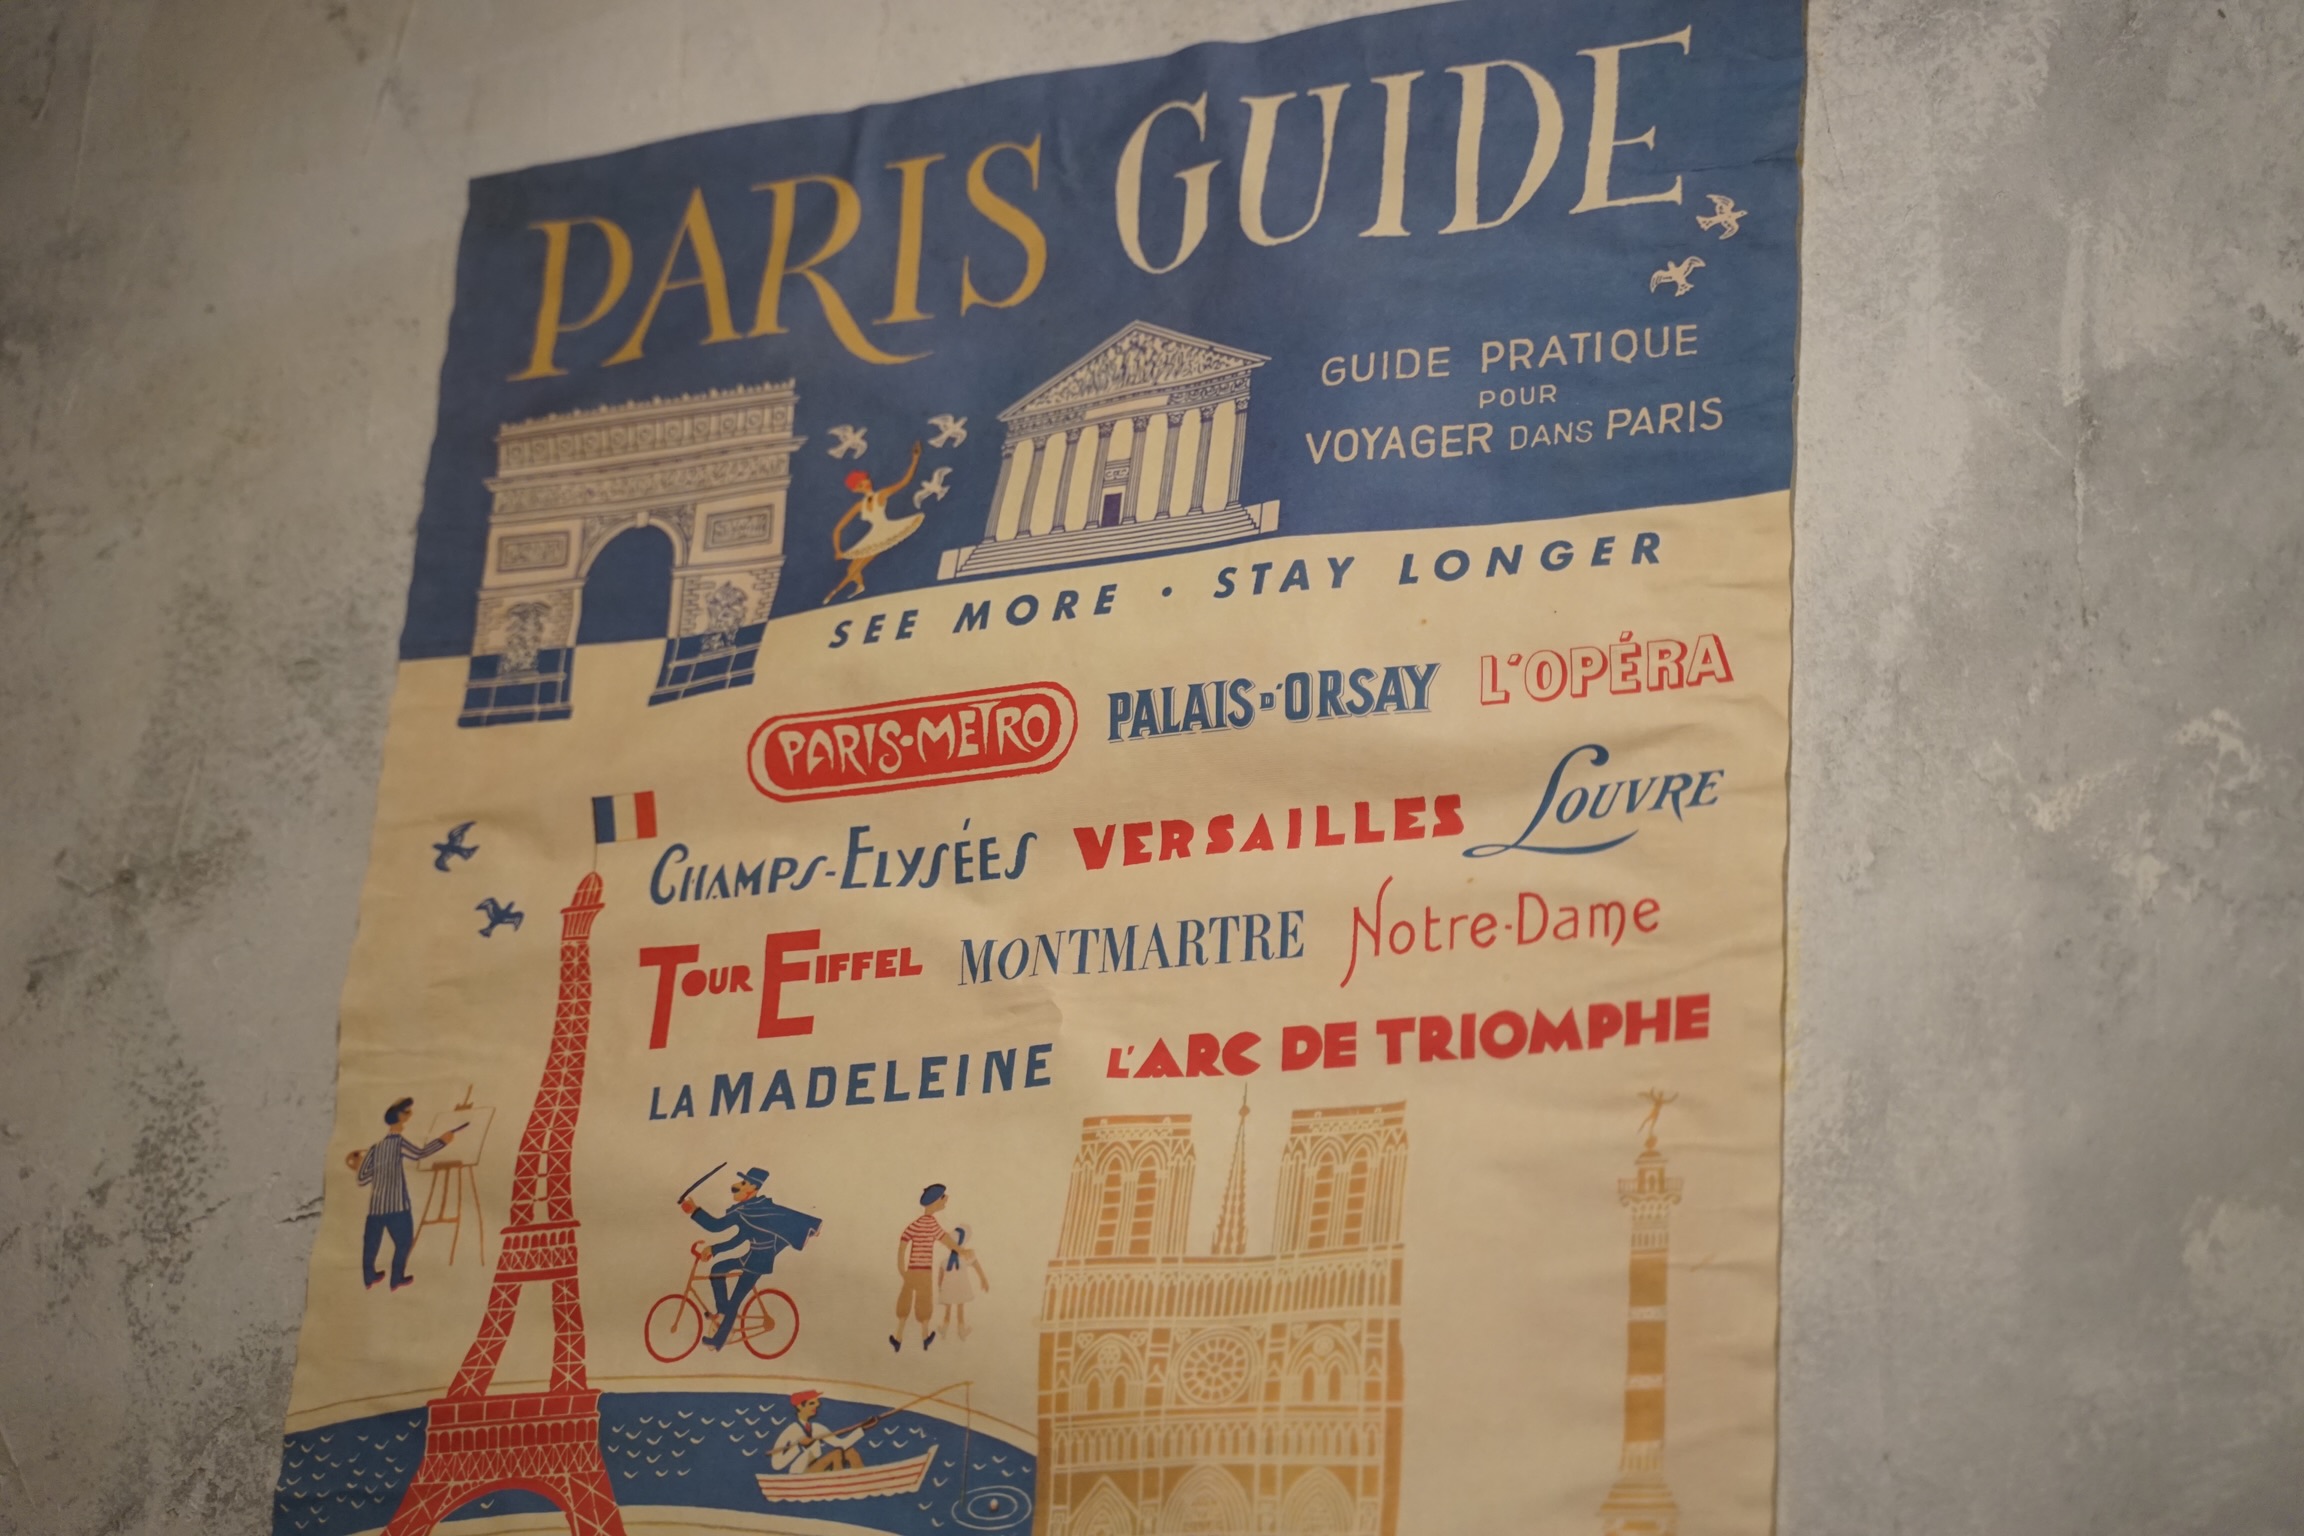 PARIS GUIDE
GUIDE PRATIQUE
POUR
VOYAGER DANS PARIS
SEE MORE • STAY LONGER
PARIS-METRO PALAIS D'ORSAY L'OPÉRA
CHAMPS-ELYSÉES VERSAILLES LOUVRE
TOUR EIFFEL MONTMARTRE Notre-Dame
LA MADELEINE L'ARC DE TRIOMPHE